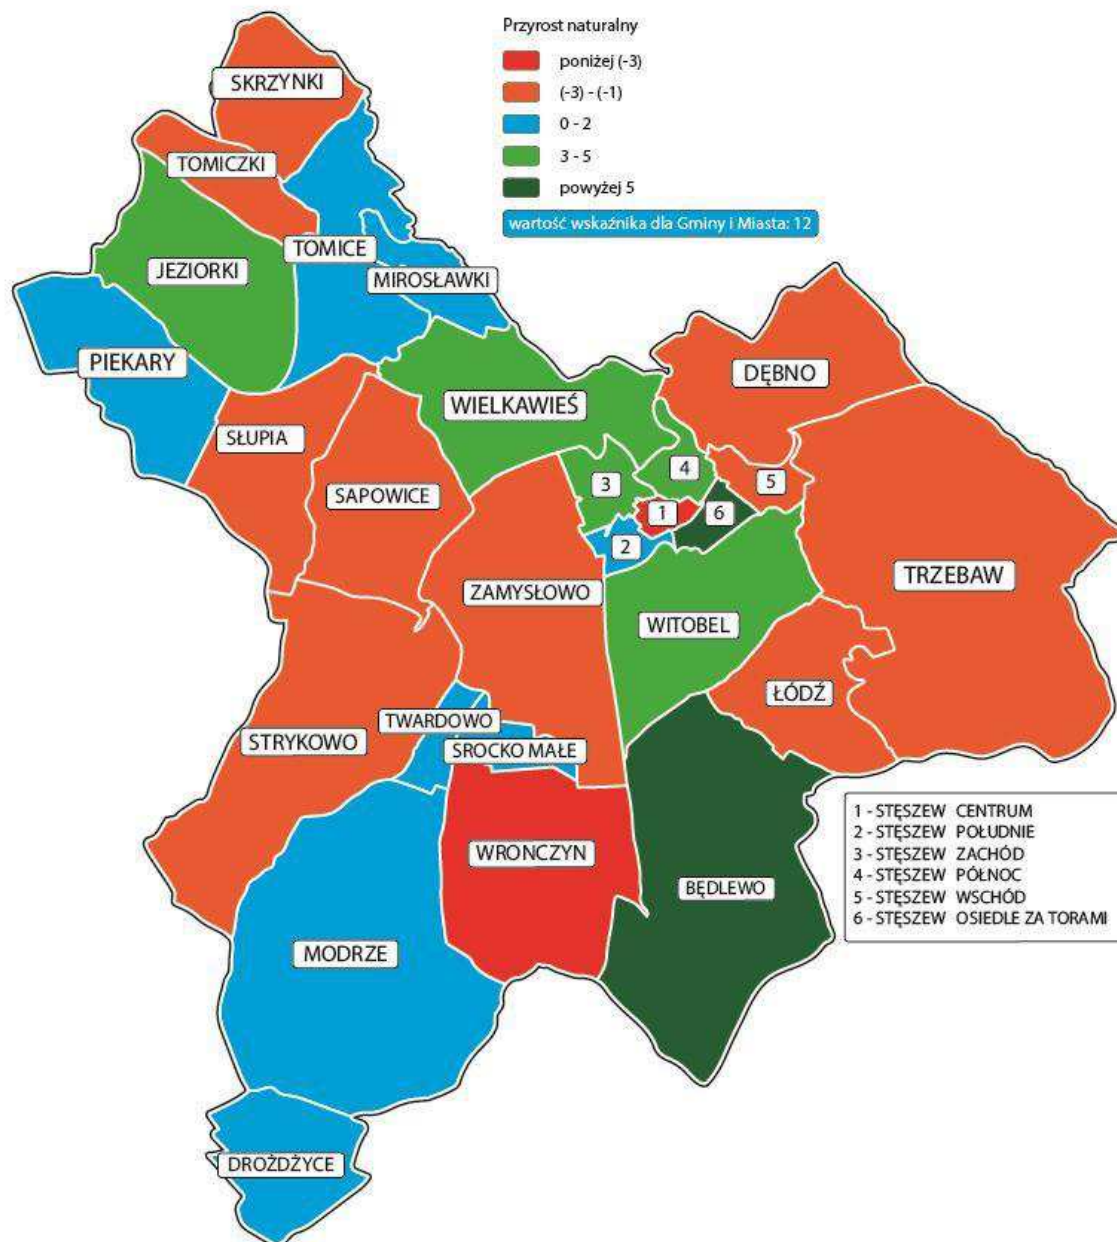 Przyrost naturalny
poniżej (-3)
(-3) - (-1)
0 - 2
3 - 5
powyżej 5
wartość wskaźnika dla Gminy i Miasta: 12
SKRZYNKI
TOMICZKI
TOMICE
JEZIORKI
MIROSŁAWKI
PIEKARY
DĘBNO
WIELKAWIEŚ
SŁUPIA
4
5
SAPOWICE
3
1
6
2
TRZEBAW
ZAMYSŁOWO
WITOBEL
ŁÓDŹ
TWARDOWO
STRYKOWO
SROCKO MAŁE
WRONCZYN
BĘDLEWO
MODRZE
DROŻDŻYCE
1 - STĘSZEW CENTRUM
2 - STĘSZEW POŁUDNIE
3 - STĘSZEW ZACHÓD
4 - STĘSZEW PÓŁNOC
5 - STĘSZEW WSCHÓD
6 - STĘSZEW OSIEDLE ZA TORAMI